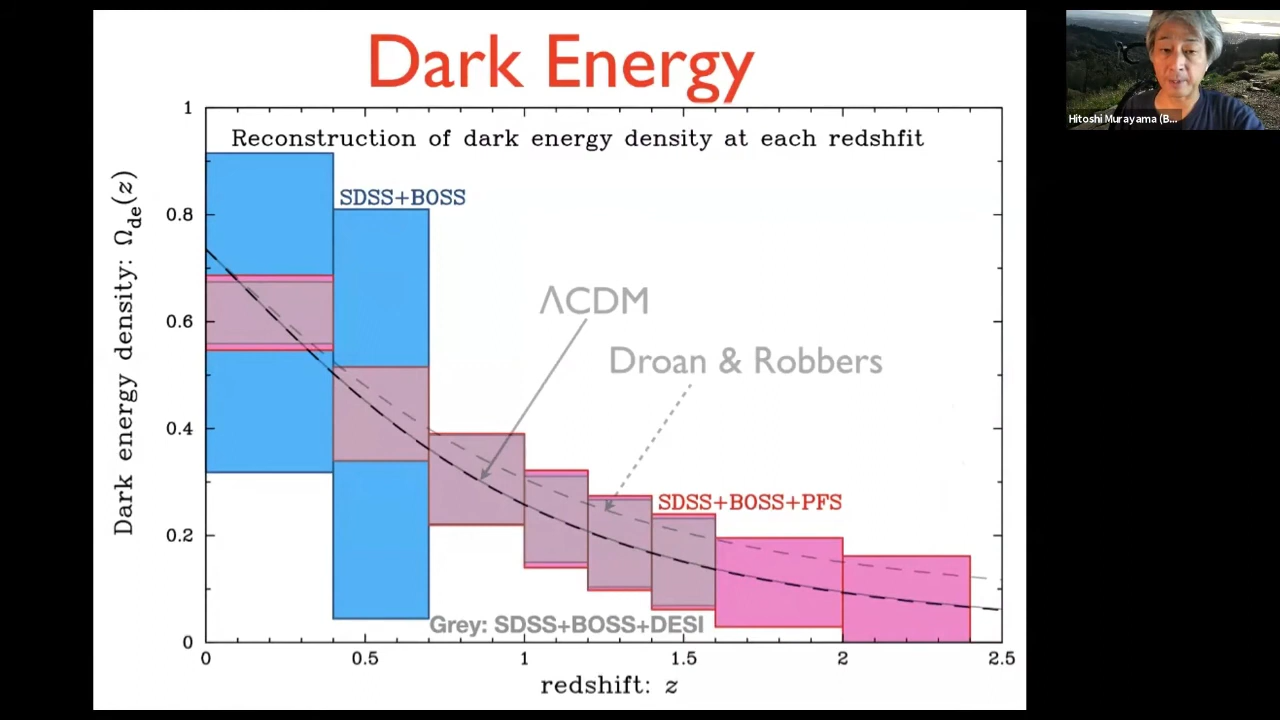 Dark Energy
Reconstruction of dark energy density at each redshfit
SDSS+BOSS
ΛCDM
Droan & Robbers
SDSS+BOSS+PFS
Grey: SDSS+BOSS+DESI
Dark energy density: Ω_de(z)
1
0.8
0.6
0.4
0.2
0
0 0.5 1 1.5 2 2.5
redshift: z
Hitoshi Murayama (B...